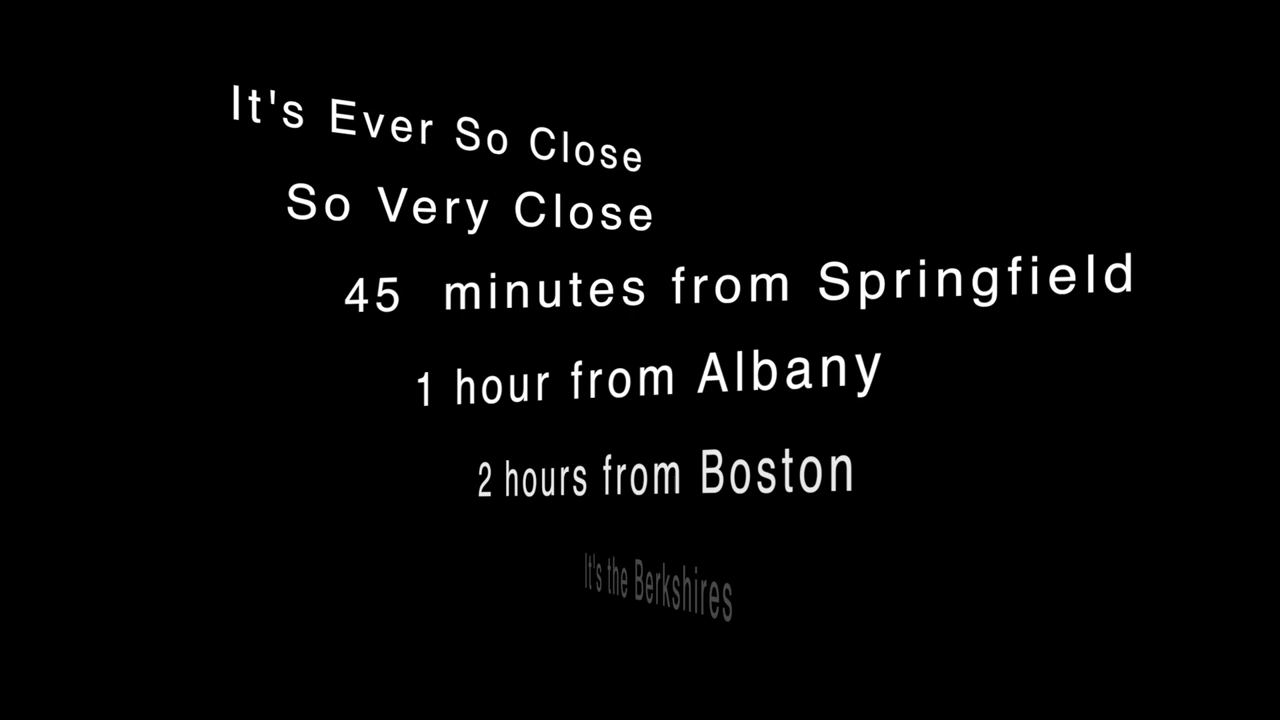 It's Ever So Close
So Very Close
45 minutes from Springfield
1 hour from Albany
2 hours from Boston
It's the Berkshires